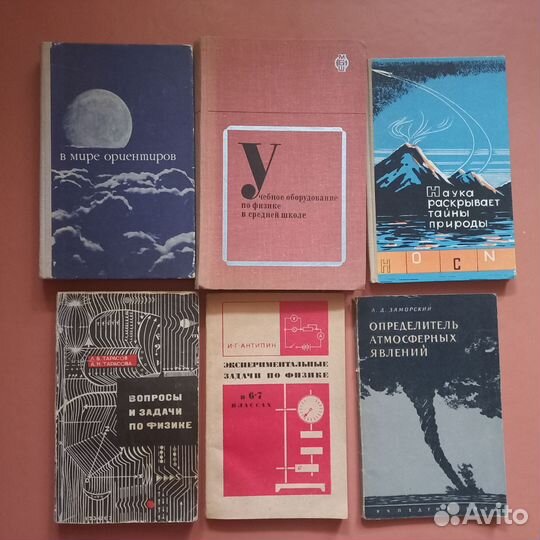 в мире ориентиров
Учебное оборудование
по физике
в средней школе
Наука
раскрывает
тайны
природы
НОСN
Л. В. ТАРАСОВ
А. Н. ТАРАСОВА
ВОПРОСЫ
И ЗАДАЧИ
ПО ФИЗИКЕ
И·Г·АНТИПИН
ЭКСПЕРИМЕНТАЛЬНЫЕ
ЗАДАЧИ ПО ФИЗИКЕ
в 6·7
КЛАССАХ
А. Д. ЗАМОРСКИЙ
ОПРЕДЕЛИТЕЛЬ
АТМОСФЕРНЫХ
ЯВЛЕНИЙ
Avito